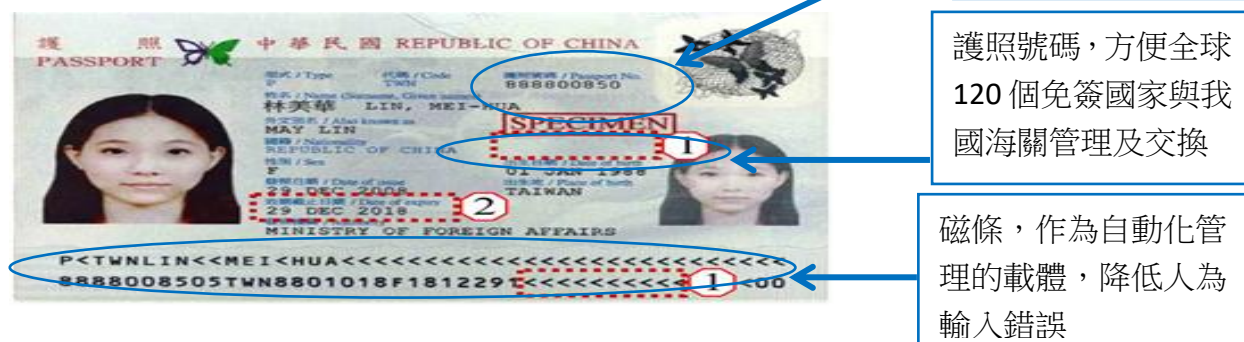 護照 中華民國 REPUBLIC OF CHINA
PASSPORT
型式 / Type 代碼 / Code 護照號碼 / Passport No.
P TWN 888800850
姓名 / Name (Surname, Given names)
林美華 LIN, MEI-HUA
外文別名 / Also known as
MAY LIN
SPECIMEN
1
國籍 / Nationality
REPUBLIC OF CHINA
性別 / Sex 出生日期 / Date of birth
F 01 JAN 1988
發照日期 / Date of issue 出生地 / Place of birth
29 DEC 2008 TAIWAN
效期截止日期 / Date of expiry
29 DEC 2018
2
MINISTRY OF FOREIGN AFFAIRS
P<TWNLIN<<MEI<HUA<<<<<<<<<<<<<<<<<<<<<<<<<<<
8888008505TWN8801018F1812291<<<<<<<<<< 1 <00
護照號碼,方便全球
120 個免簽國家與我
國海關管理及交換
磁條,作為自動化管
理的載體,降低人為
輸入錯誤